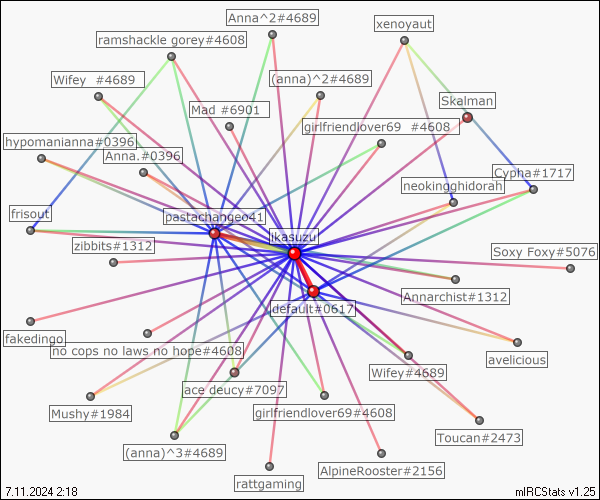 Anna^2#4689
xenoyaut
ramshackle gorey#4608
Wifey  #4689
(anna)^2#4689
Skalman
Mad #6901
girlfriendlover69  #4608
hypomanianna#0396
Anna.#0396
Cypha#1717
neokingghidorah
frisout
pastachangeo41
zibbits#1312
ikasuzu
Soxy Foxy#5076
Annarchist#1312
default#0617
fakedingo
no cops no laws no hope#4608
avelicious
Wifey#4689
ace deucy#7097
Mushy#1984
girlfriendlover69#4608
Toucan#2473
(anna)^3#4689
AlpineRooster#2156
rattgaming
7.11.2024 2:18
mIRCStats v1.25